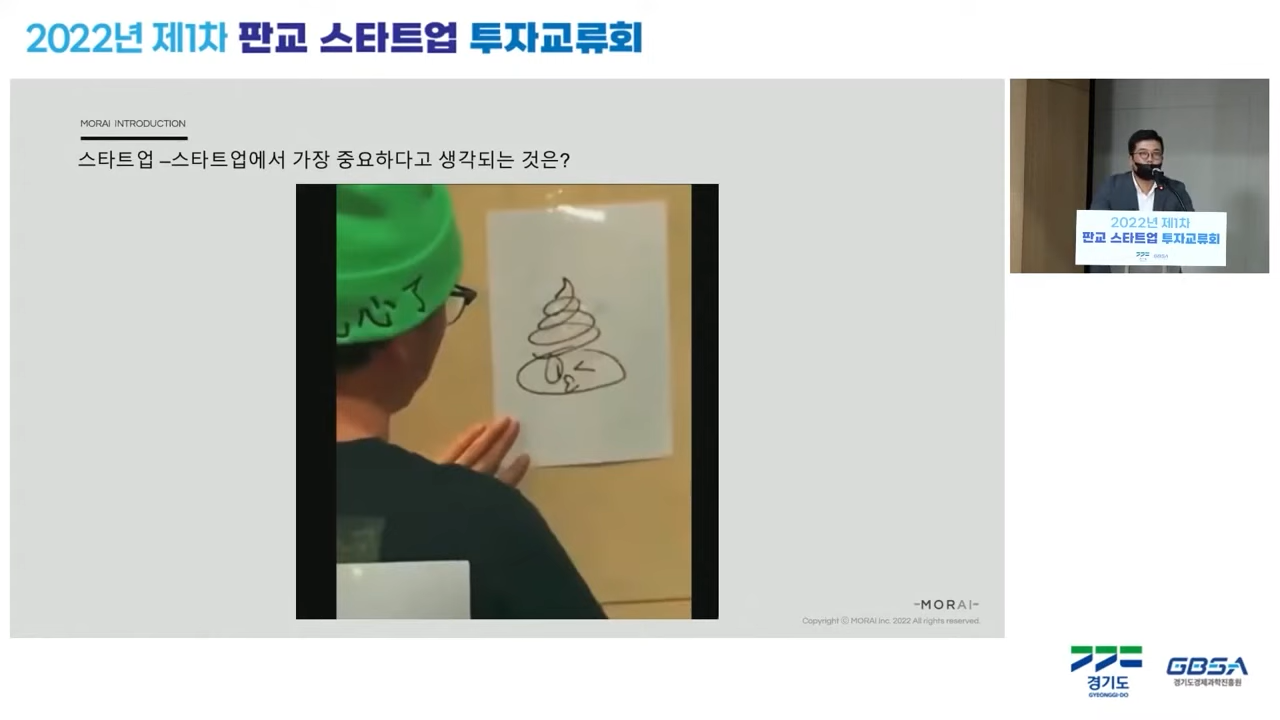 2022년 제1차 판교 스타트업 투자교류회
MORAI INTRODUCTION
스타트업 –스타트업에서 가장 중요하다고 생각되는 것은?
心了
-MORAI-
Copyright ⓒ MORAI Inc. 2022 All rights reserved.
2022년 제1차
판교 스타트업 투자교류회
GBSA
경기도
GYEONGGI-DO
GBSA
경기도경제과학진흥원